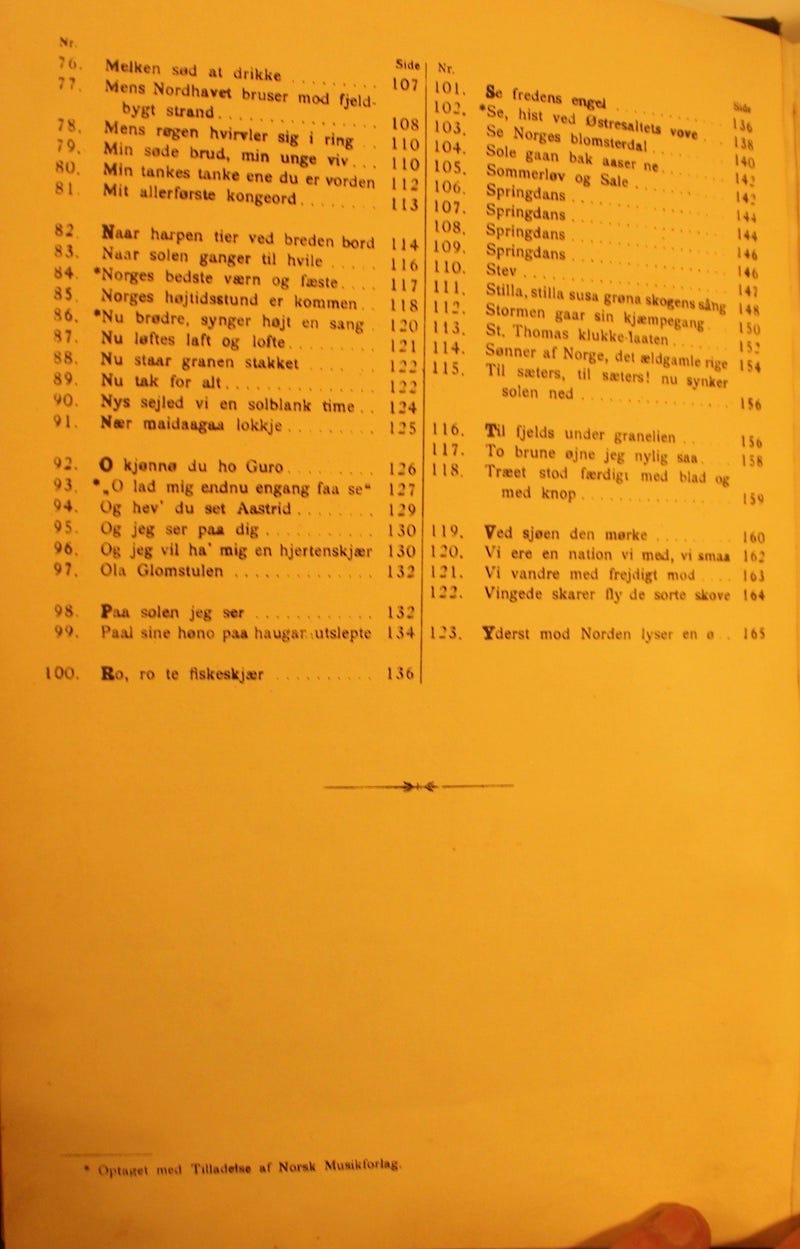 Nr. Side
76. Melken sød at drikke 107
77. Mens Nordhavet bruser mod fjeld-
bygt strand 108
78. Mens røgen hvirvler sig i ring 110
79. Min søde brud, min unge viv 110
80. Min tankes tanke ene du er vorden 112
81. Mit allerførste kongeord 113
82. Naar harpen tier ved breden bord 114
83. Naar solen ganger til hvile 116
84. *Norges bedste værn og fæste 117
85. Norges højtidsstund er kommen 118
86. *Nu brødre, synger højt en sang 120
87. Nu løftes laft og lofte 121
88. Nu staar granen stakket 122
89. Nu tak for alt 122
90. Nys sejled vi en solblank time 124
91. Nær maidaagaa lokkje 125
92. O kjønnø du ho Guro 126
93. *„O lad mig endnu engang faa se“ 127
94. Og hev' du set Aastrid 129
95. Og jeg ser paa dig 130
96. Og jeg vil ha' mig en hjertenskjær 130
97. Ola Glomstulen 132
98. Paa solen jeg ser 132
99. Paal sine høno paa haugar utslepte 134
100. Ro, ro te fiskeskjær 136
Nr. Side
101. Se fredens engel 136
102. *Se, hist ved Østresaltets vove 138
103. Se Norges blomsterdal 140
104. Sole gaan bak aaser ne 142
105. Sommerløv og Sale 142
106. Springdans 144
107. Springdans 144
108. Springdans 146
109. Springdans 146
110. Stev 147
111. Stilla, stilla susa grøna skogens sång 148
112. Stormen gaar sin kjæmpegang 150
113. St. Thomas klukke-laaten 152
114. Sønner af Norge, det ældgamle rige 154
115. Til sæters, til sæters! nu synker
solen ned 156
116. Til fjelds under granelien 156
117. To brune øjne jeg nylig saa 158
118. Træet stod færdigt med blad og
med knop 159
119. Ved sjøen den mørke 160
120. Vi ere en nation vi med, vi smaa 162
121. Vi vandre med frejdigt mod 163
122. Vingede skarer fly de sorte skove 164
123. Yderst mod Norden lyser en ø 165
* Optaget med Tilladelse af Norsk Musikforlag.